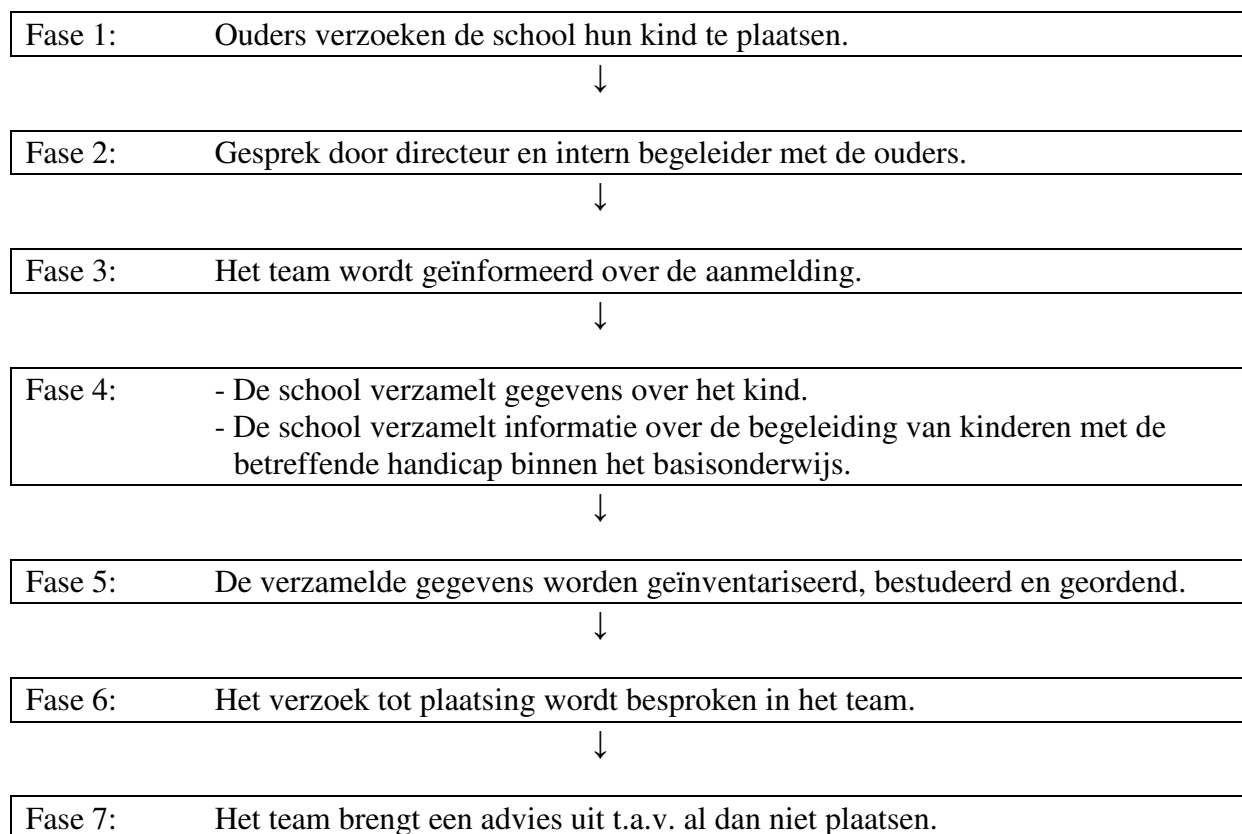 Fase 1: Ouders verzoeken de school hun kind te plaatsen.
↓
Fase 2: Gesprek door directeur en intern begeleider met de ouders.
↓
Fase 3: Het team wordt geïnformeerd over de aanmelding.
↓
Fase 4: - De school verzamelt gegevens over het kind.
- De school verzamelt informatie over de begeleiding van kinderen met de
betreffende handicap binnen het basisonderwijs.
↓
Fase 5: De verzamelde gegevens worden geïnventariseerd, bestudeerd en geordend.
↓
Fase 6: Het verzoek tot plaatsing wordt besproken in het team.
↓
Fase 7: Het team brengt een advies uit t.a.v. al dan niet plaatsen.